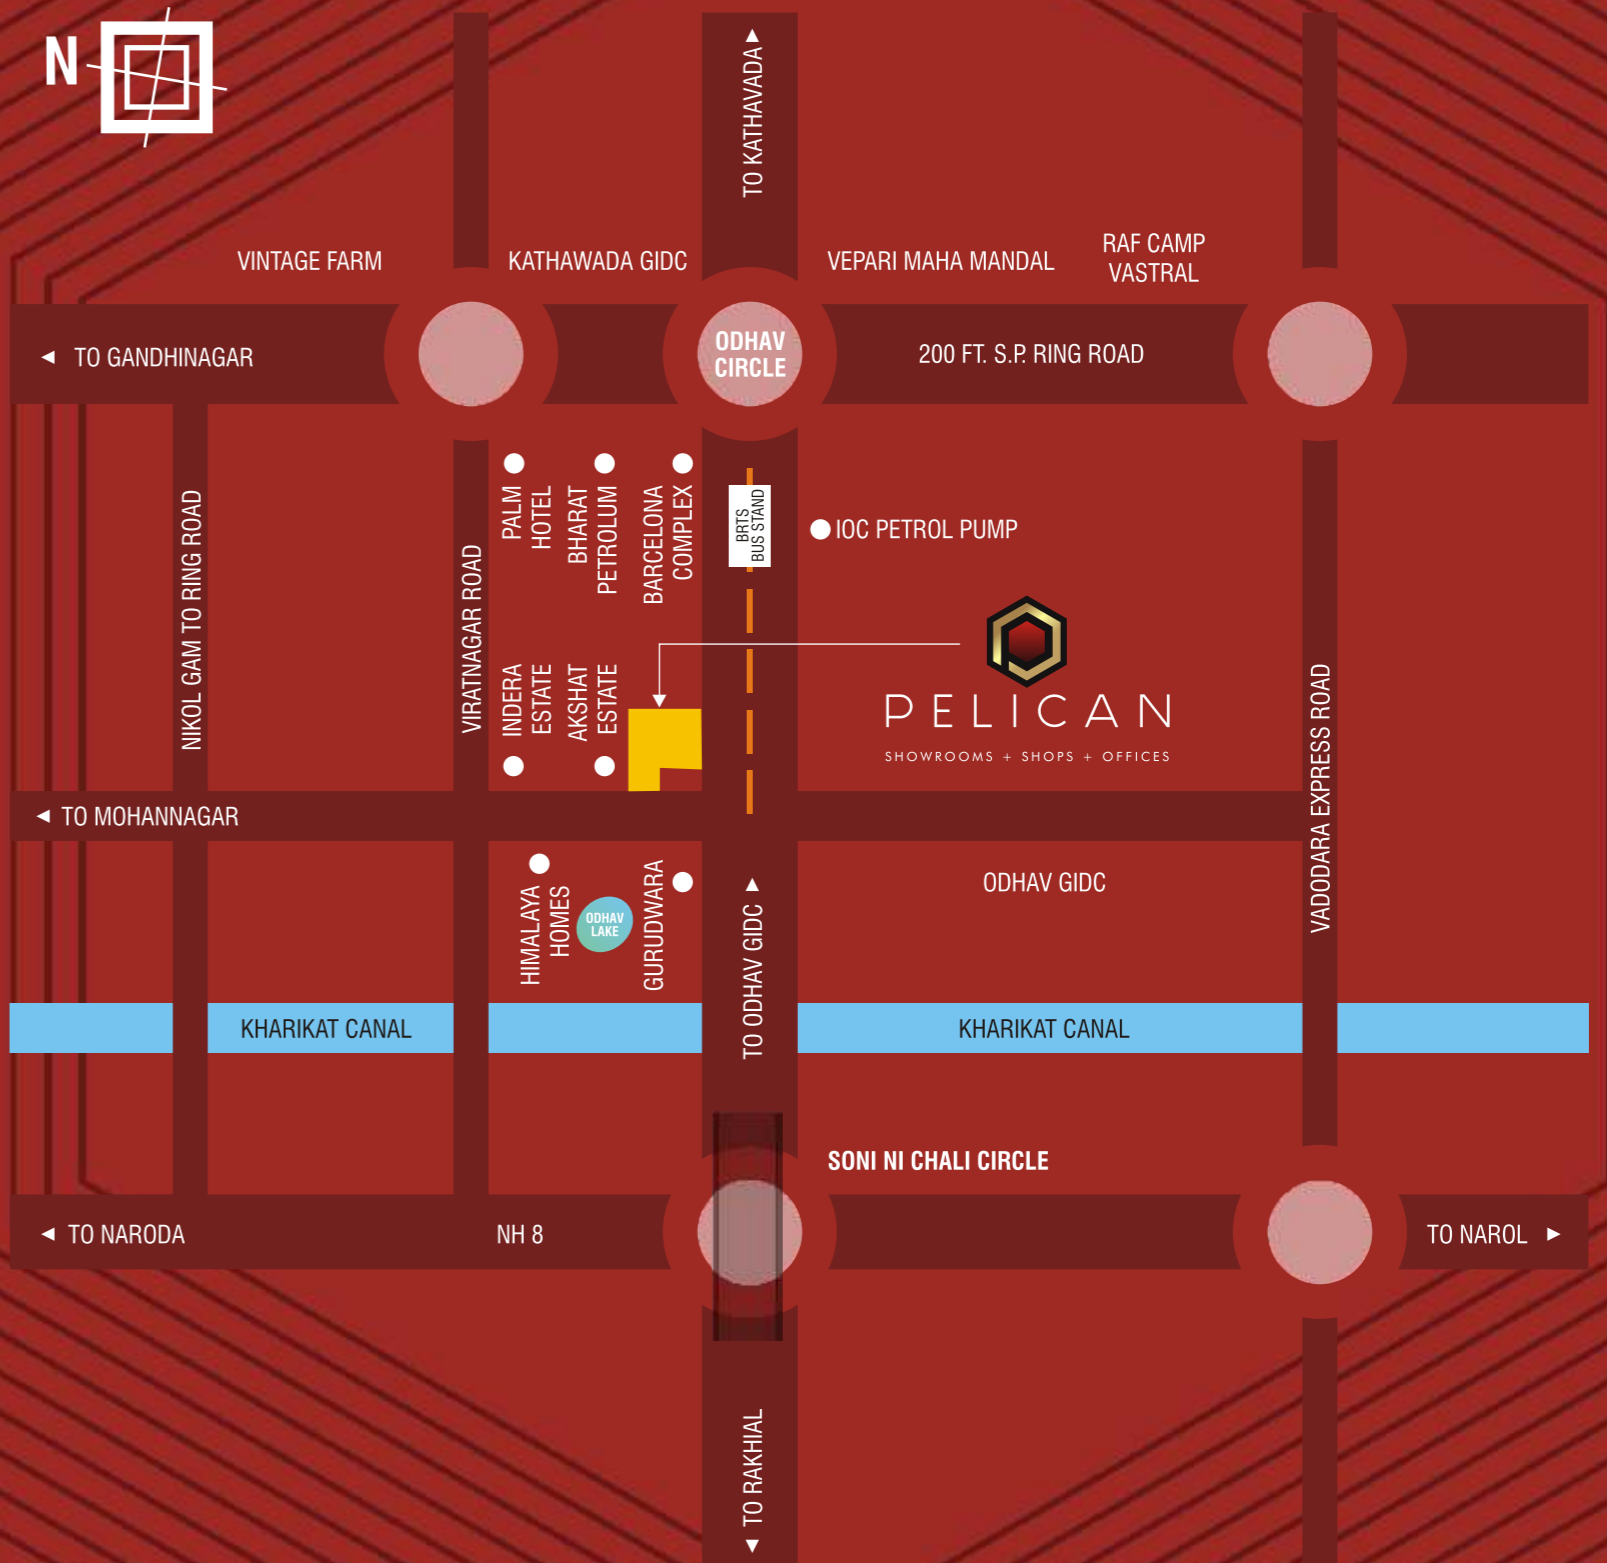 N
TO KATHAVADA
VINTAGE FARM
KATHAWADA GIDC
VEPARI MAHA MANDAL
RAF CAMP
VASTRAL
TO GANDHINAGAR
ODHAV
CIRCLE
200 FT. S.P. RING ROAD
NIKOL GAM TO RING ROAD
VIRATNAGAR ROAD
PALM
HOTEL
BHARAT
PETROLUM
BARCELONA
COMPLEX
BRTS
BUS STAND
IOC PETROL PUMP
INDERA
ESTATE
AKSHAT
ESTATE
PELICAN
SHOWROOMS + SHOPS + OFFICES
VADODARA EXPRESS ROAD
TO MOHANNAGAR
HIMALAYA
HOMES
ODHAV
LAKE
GURUDWARA
TO ODHAV GIDC
ODHAV GIDC
KHARIKAT CANAL
KHARIKAT CANAL
SONI NI CHALI CIRCLE
TO NARODA
NH 8
TO NAROL
TO RAKHIAL